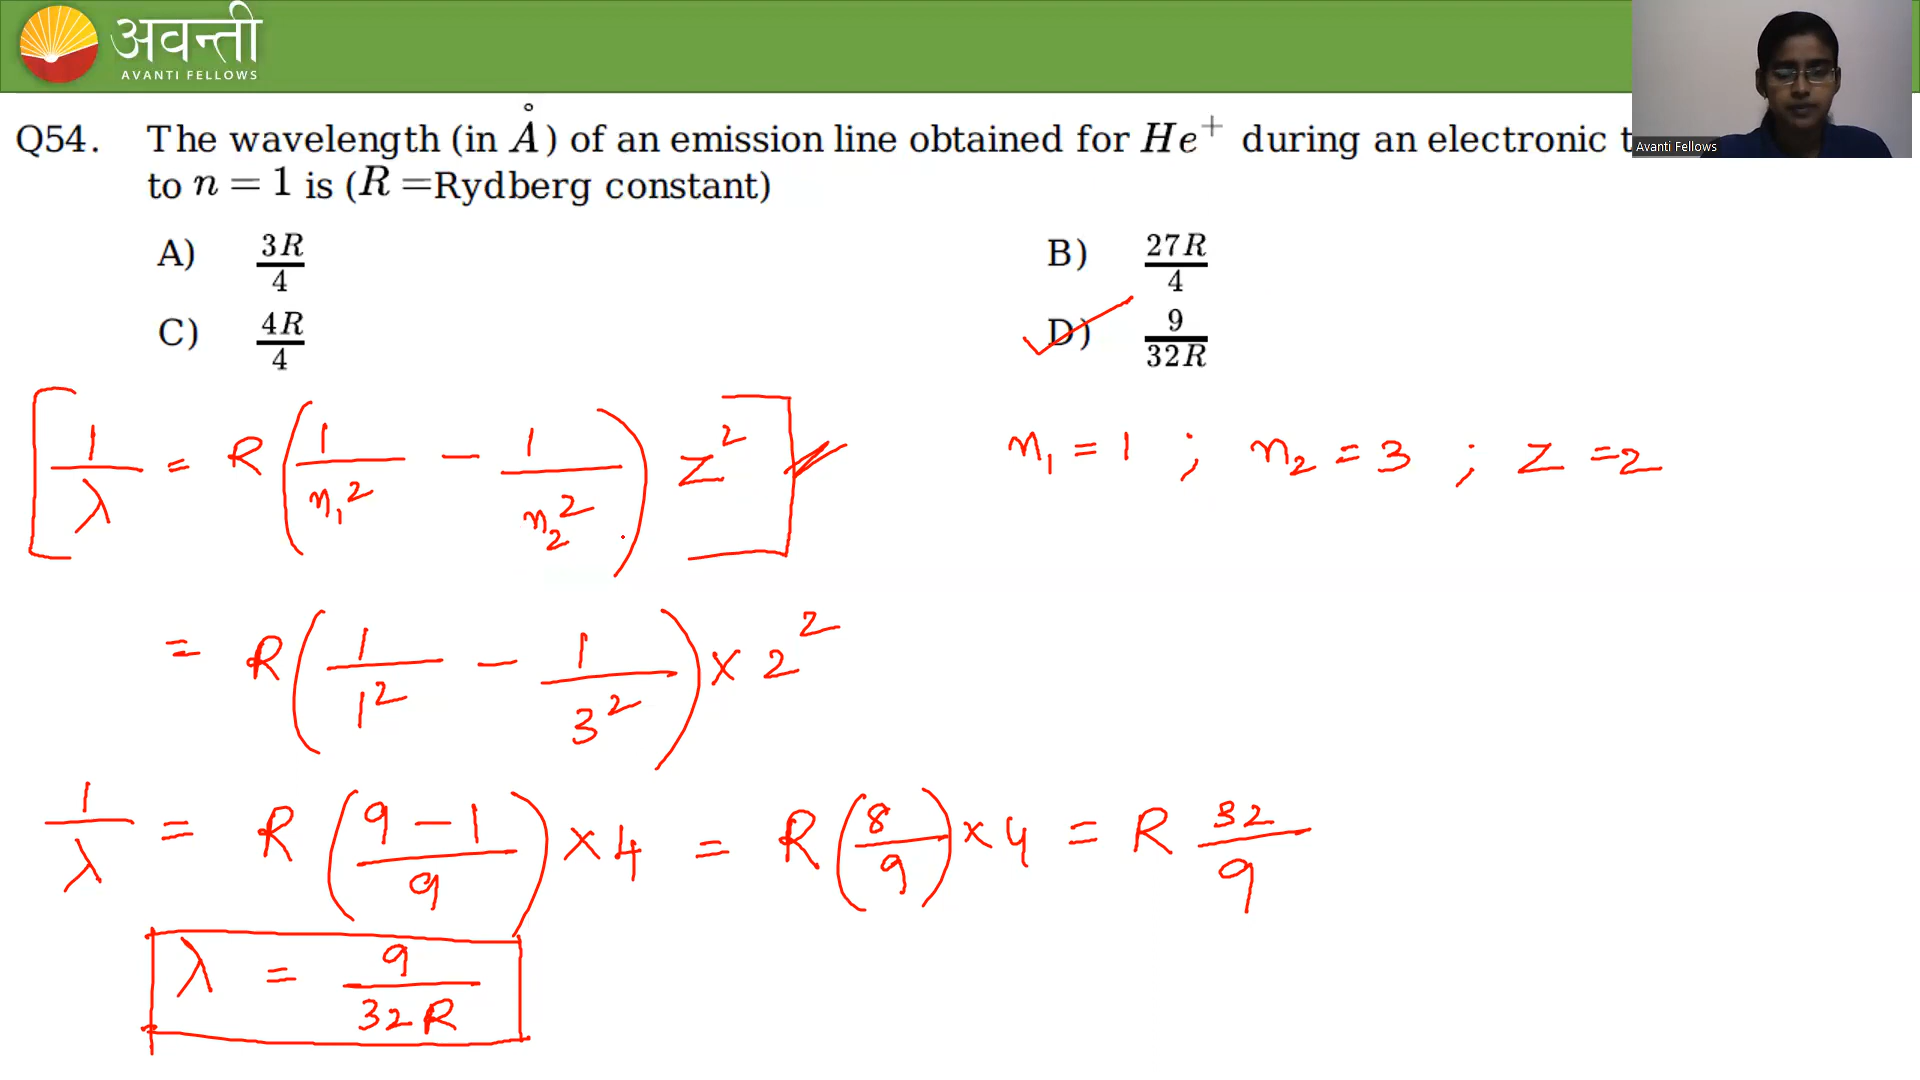 अवन्ती
AVANTI FELLOWS
Avanti Fellows
Q54. The wavelength (in Å) of an emission line obtained for He⁺ during an electronic t
to n = 1 is (R =Rydberg constant)
A) 3R/4 B) 27R/4
C) 4R/4 D) 9/32R
[1/λ = R(1/n₁² − 1/n₂²) Z²] n₁ = 1 ; n₂ = 3 ; Z = 2
= R(1/1² − 1/3²) × 2²
1/λ = R((9−1)/9) × 4 = R(8/9) × 4 = R 32/9
λ = 9/32R